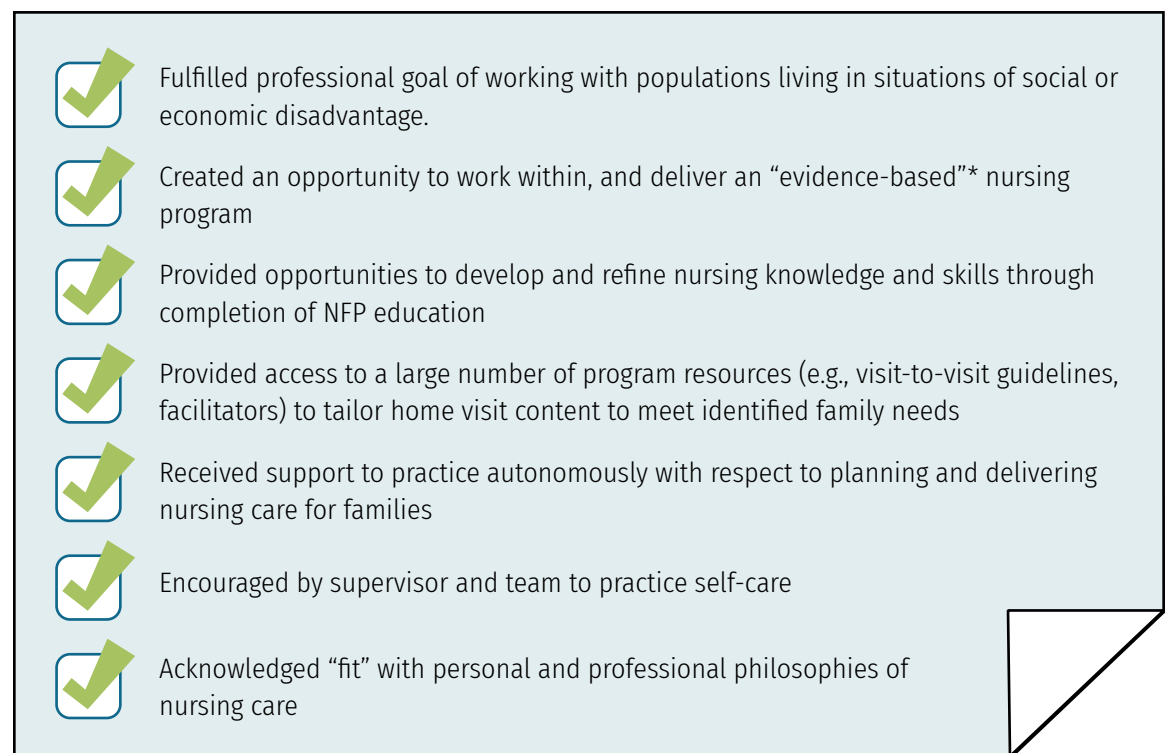 Fulfilled professional goal of working with populations living in situations of social or
economic disadvantage.
Created an opportunity to work within, and deliver an “evidence-based”* nursing
program
Provided opportunities to develop and refine nursing knowledge and skills through
completion of NFP education
Provided access to a large number of program resources (e.g., visit-to-visit guidelines,
facilitators) to tailor home visit content to meet identified family needs
Received support to practice autonomously with respect to planning and delivering
nursing care for families
Encouraged by supervisor and team to practice self-care
Acknowledged “fit” with personal and professional philosophies of
nursing care